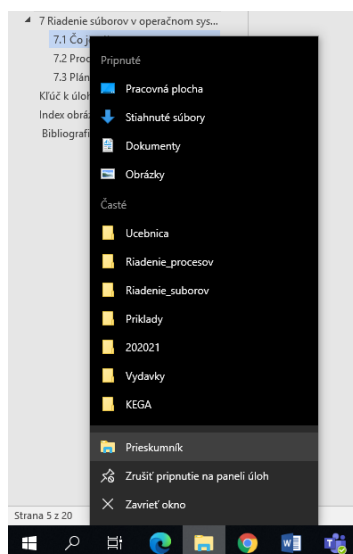 7 Riadenie súborov v operačnom sys...
7.1 Čo j
7.2 Proc
7.3 Plán
Kľúč k úloh
Index obrá
Bibliografi
Pripnuté
Pracovná plocha
Stiahnuté súbory
Dokumenty
Obrázky
Časté
Ucebnica
Riadenie_procesov
Riadenie_suborov
Priklady
202021
Vydavky
KEGA
Prieskumník
Zrušiť pripnutie na paneli úloh
Zavrieť okno
Strana 5 z 20